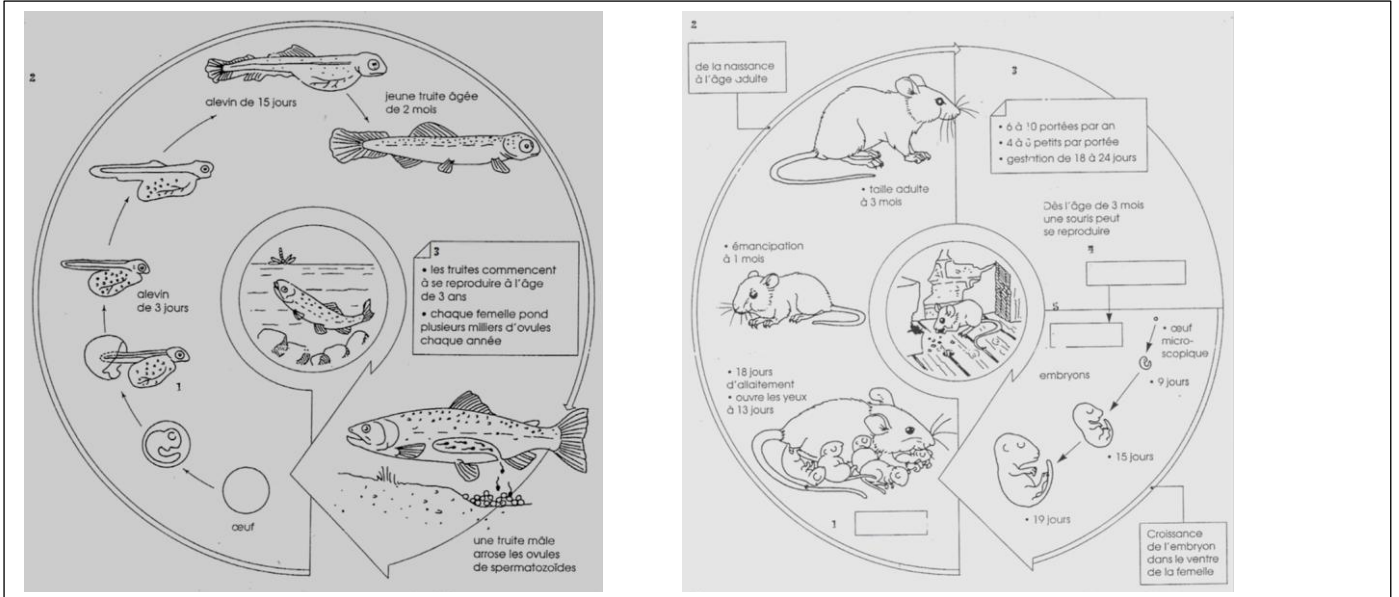 2
alevin de 15 jours
jeune truite âgée
de 2 mois
alevin
de 3 jours
1
œuf
3
• les truites commencent
à se reproduire à l'âge
de 3 ans
• chaque femelle pond
plusieurs milliers d'ovules
chaque année
une truite mâle
arrose les ovules
de spermatozoïdes
2
de la naissance
à l'âge adulte
• taille adulte
à 3 mois
• émancipation
à 1 mois
• 18 jours
d'allaitement
• ouvre les yeux
à 13 jours
1
3
• 6 à 10 portées par an
• 4 à petits par portée
• gestation de 18 à 24 jours
Dès l'âge de 3 mois
une souris peut
se reproduire
5
• œuf
micro-
scopique
embryons
• 9 jours
• 15 jours
• 19 jours
Croissance
de l'embryon
dans le ventre
de la femelle